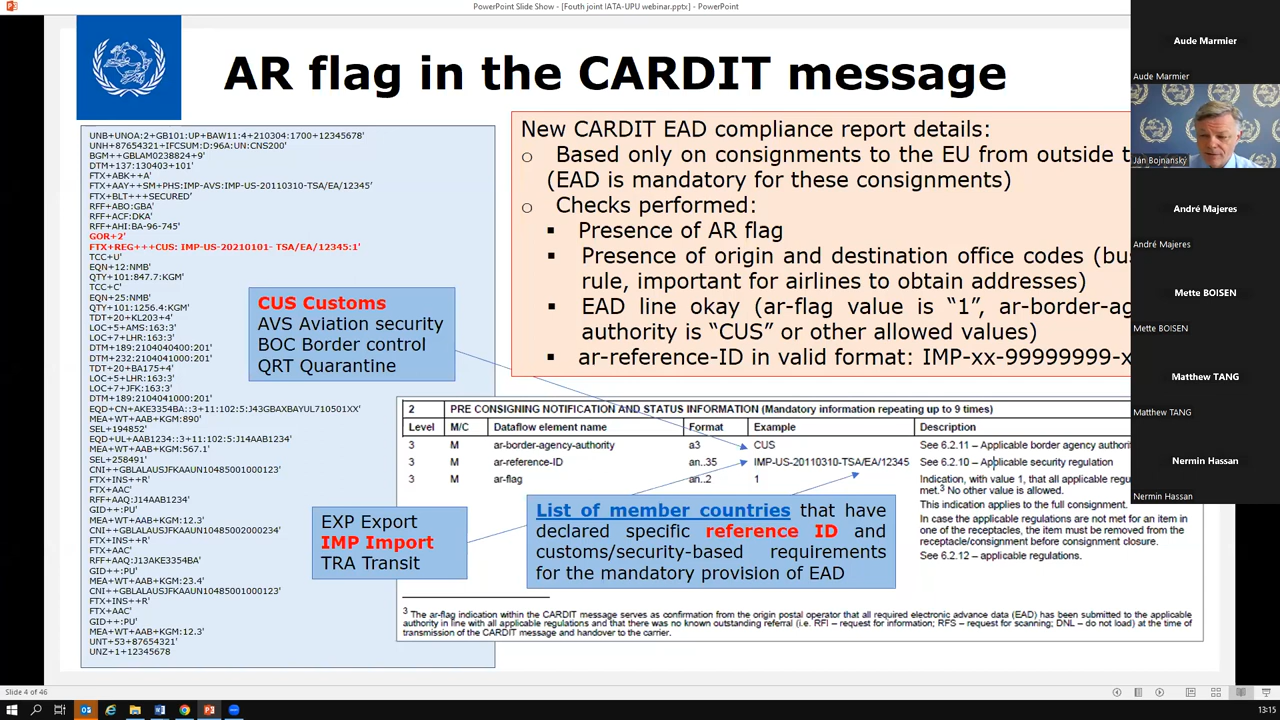 PowerPoint Slide Show - [Fouth joint IATA-UPU webinar.pptx] - PowerPoint
AR flag in the CARDIT message
UNB+UNOA:2+GB101:UP+BAW11:4+210304:1700+12345678'
UNH+87654321+IFCSUM:D:96A:UN:CNS200'
BGM++GBLAM0238824+9'
DTM+137:130403+101'
FTX+ABK++A'
FTX+AAY++SM+PHS:IMP-AVS:IMP-US-20110310-TSA/EA/12345'
FTX+BLT+++SECURED'
RFF+ABO:GBA'
RFF+ACF:DKA'
RFF+AHI:BA-96-745'
GOR+2'
FTX+REG+++CUS: IMP-US-20210101- TSA/EA/12345:1'
TCC+U'
EQN+12:NMB'
QTY+101:847.7:KGM'
TCC+C'
EQN+25:NMB'
QTY+101:1256.4:KGM'
TDT+20+KL203+4'
LOC+5+AMS:163:3'
LOC+7+LHR:163:3'
DTM+189:2104040400:201'
DTM+232:2104041000:201'
TDT+20+BA175+4'
LOC+5+LHR:163:3'
LOC+7+JFK:163:3'
DTM+189:2104041000:201'
EQD+CN+AKE3354BA::3+11:102:5:J43GBAXBAYUL710501XX'
MEA+WT+AAB+KGM:890'
SEL+194852'
EQD+UL+AAB1234::3+11:102:5:J14AAB1234'
MEA+WT+AAB+KGM:567.1'
SEL+258491'
CNI++GBLALAUSJFKAAUN10485001000123'
FTX+INS++R'
FTX+AAC'
RFF+AAQ:J14AAB1234'
GID++:PU'
MEA+WT+AAB+KGM:12.3'
CNI++GBLALAUSJFKAAUN10485002000234'
FTX+INS++R'
FTX+AAC'
RFF+AAQ:J13AKE3354BA'
GID++:PU'
MEA+WT+AAB+KGM:23.4'
CNI++GBLALAUSJFKAAUN10485001000123'
FTX+INS++R'
FTX+AAC'
GID++:PU'
MEA+WT+AAB+KGM:12.3'
UNT+53+87654321'
UNZ+1+12345678
New CARDIT EAD compliance report details:
o Based only on consignments to the EU from outside t
(EAD is mandatory for these consignments)
o Checks performed:
▪ Presence of AR flag
▪ Presence of origin and destination office codes (bu
rule, important for airlines to obtain addresses)
▪ EAD line okay (ar-flag value is “1”, ar-border-ag
authority is “CUS” or other allowed values)
▪ ar-reference-ID in valid format: IMP-xx-99999999-x
CUS Customs
AVS Aviation security
BOC Border control
QRT Quarantine
2 PRE CONSIGNING NOTIFICATION AND STATUS INFORMATION (Mandatory information repeating up to 9 times)
Level M/C Dataflow element name Format Example Description
3 M ar-border-agency-authority a3 CUS See 6.2.11 – Applicable border agency authori
3 M ar-reference-ID an..35 IMP-US-20110310-TSA/EA/12345 See 6.2.10 – Applicable security regulation
3 M ar-flag an..2 1 Indication, with value 1, that all applicable regu
met.3 No other value is allowed.
This indication applies to the full consignment.
In case the applicable regulations are not met for an item in
one of the receptacles, the item must be removed from the
receptacle/consignment before consignment closure.
See 6.2.12 – applicable regulations.
EXP Export
IMP Import
TRA Transit
List of member countries that have
declared specific reference ID and
customs/security-based requirements
for the mandatory provision of EAD
3 The ar-flag indication within the CARDIT message serves as confirmation from the origin postal operator that all required electronic advance data (EAD) has been submitted to the applicable
authority in line with all applicable regulations and that there was no known outstanding referral (i.e. RFI – request for information; RFS – request for scanning; DNL – do not load) at the time of
transmission of the CARDIT message and handover to the carrier.
Aude Marmier
Aude Marmier
Ján Bojnanský
André Majeres
André Majeres
Mette BOISEN
Mette BOISEN
Matthew TANG
Matthew TANG
Nermin Hassan
Nermin Hassan
Slide 4 of 46
13:15